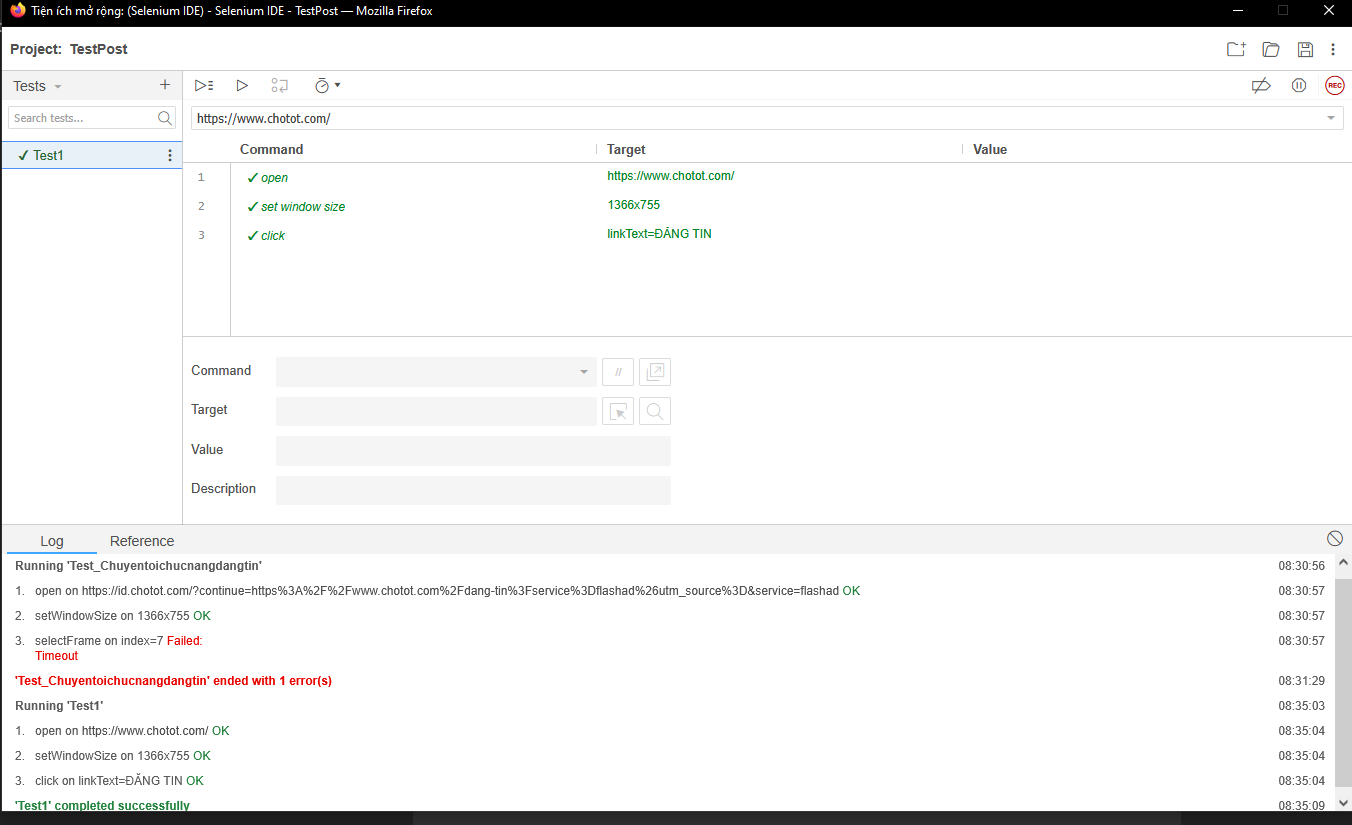 Tiện ích mở rộng: (Selenium IDE) - Selenium IDE - TestPost — Mozilla Firefox
Project: TestPost
Tests
+
REC
Search tests...
https://www.chotot.com/
✓ Test1
Command Target Value
1 ✓ open https://www.chotot.com/
2 ✓ set window size 1366x755
3 ✓ click linkText=ĐĂNG TIN
Command
//
Target
Value
Description
Log Reference
Running 'Test_Chuyentoichucnangdangtin' 08:30:56
1. open on https://id.chotot.com/?continue=https%3A%2F%2Fwww.chotot.com%2Fdang-tin%3Fservice%3Dflashad%26utm_source%3D&service=flashad OK 08:30:57
2. setWindowSize on 1366x755 OK 08:30:57
3. selectFrame on index=7 Failed: 08:30:57
Timeout
'Test_Chuyentoichucnangdangtin' ended with 1 error(s) 08:31:29
Running 'Test1' 08:35:03
1. open on https://www.chotot.com/ OK 08:35:04
2. setWindowSize on 1366x755 OK 08:35:04
3. click on linkText=ĐĂNG TIN OK 08:35:04
'Test1' completed successfully 08:35:09